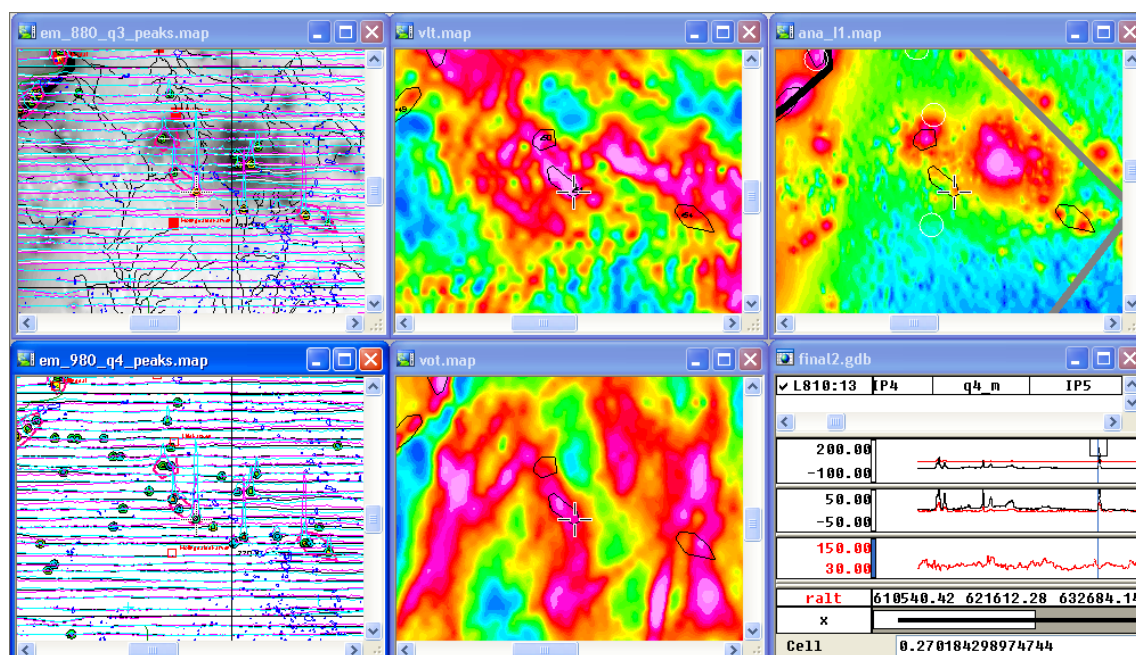 em_880_q3_peaks.map
vlt.map
ana_l1.map
em_980_q4_peaks.map
vot.map
final2.gdb
L810:13 IP4 q4_m IP5
200.00
-100.00
50.00
-50.00
150.00
30.00
ralt 610540.42 621612.28 632684.14
x
Cell 0.270184298974744